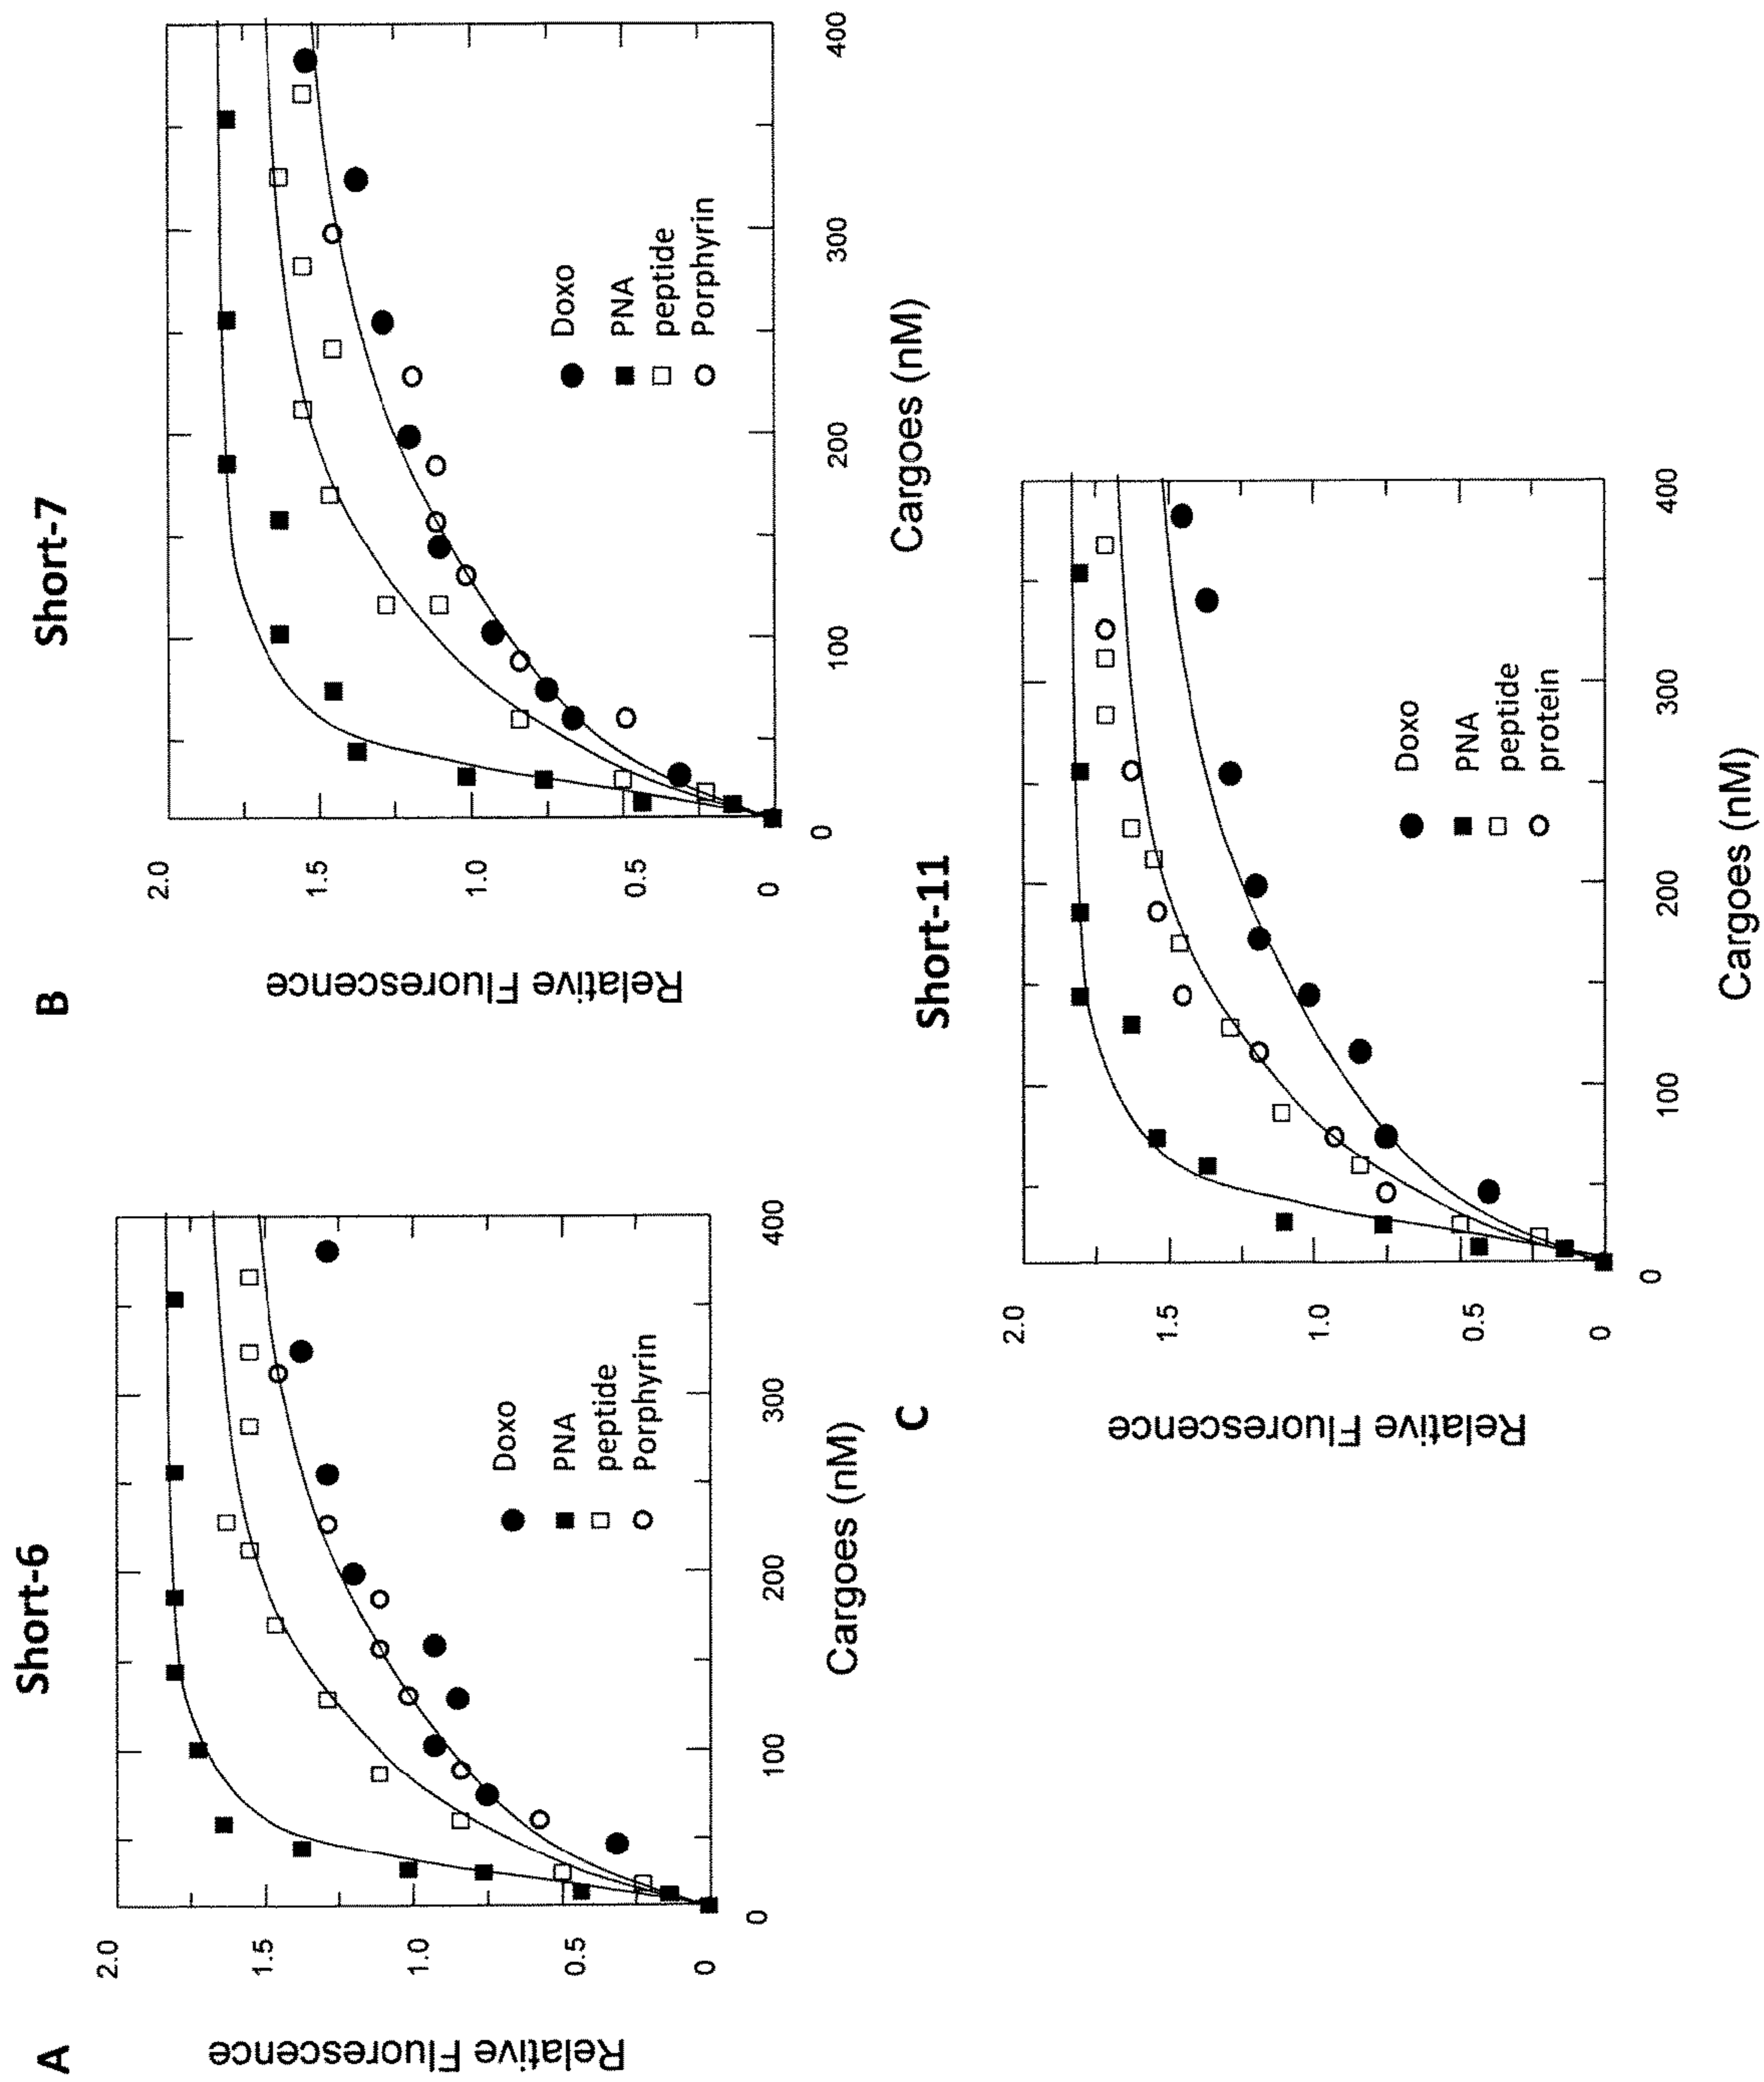 A
Short-6
Relative Fluorescence
2.0
1.5
1.0
0.5
0
0
100
200
300
400
Cargoes (nM)
Doxo
PNA
peptide
Porphyrin
B
Short-7
Relative Fluorescence
2.0
1.5
1.0
0.5
0
0
100
200
300
400
Cargoes (nM)
Doxo
PNA
peptide
Porphyrin
C
Short-11
Relative Fluorescence
2.0
1.5
1.0
0.5
0
0
100
200
300
400
Cargoes (nM)
Doxo
PNA
peptide
protein